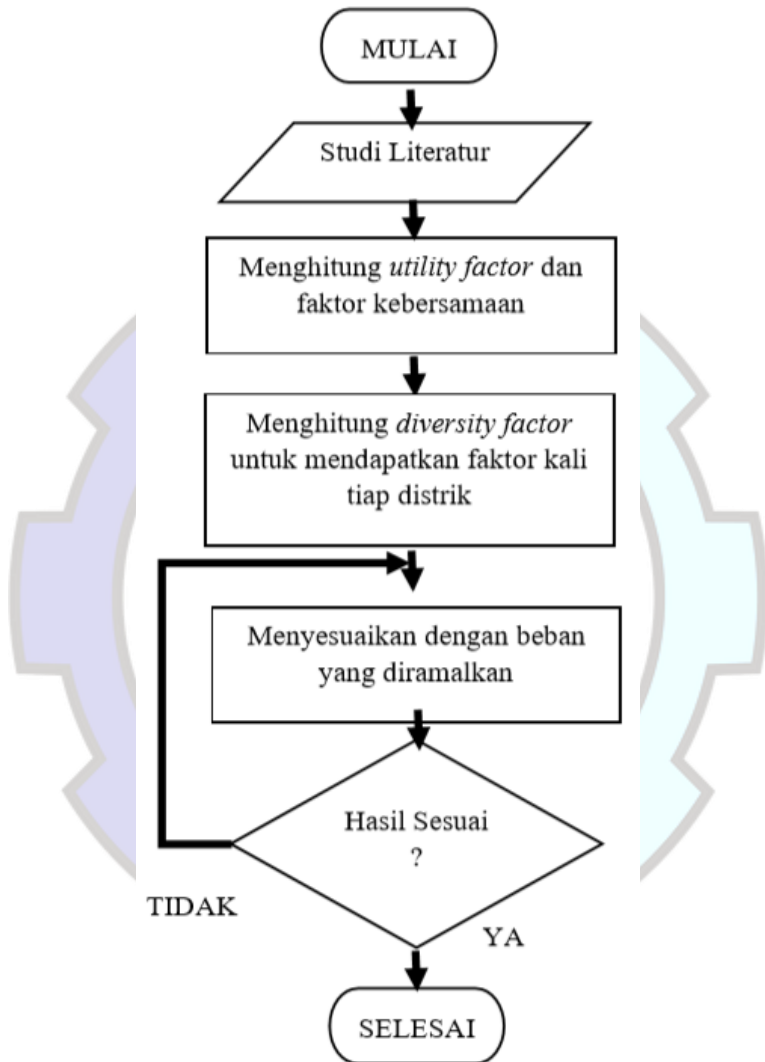 MULAI
Studi Literatur
Menghitung utility factor dan
faktor kebersamaan
Menghitung diversity factor
untuk mendapatkan faktor kali
tiap distrik
Menyesuaikan dengan beban
yang diramalkan
Hasil Sesuai
?
TIDAK
YA
SELESAI